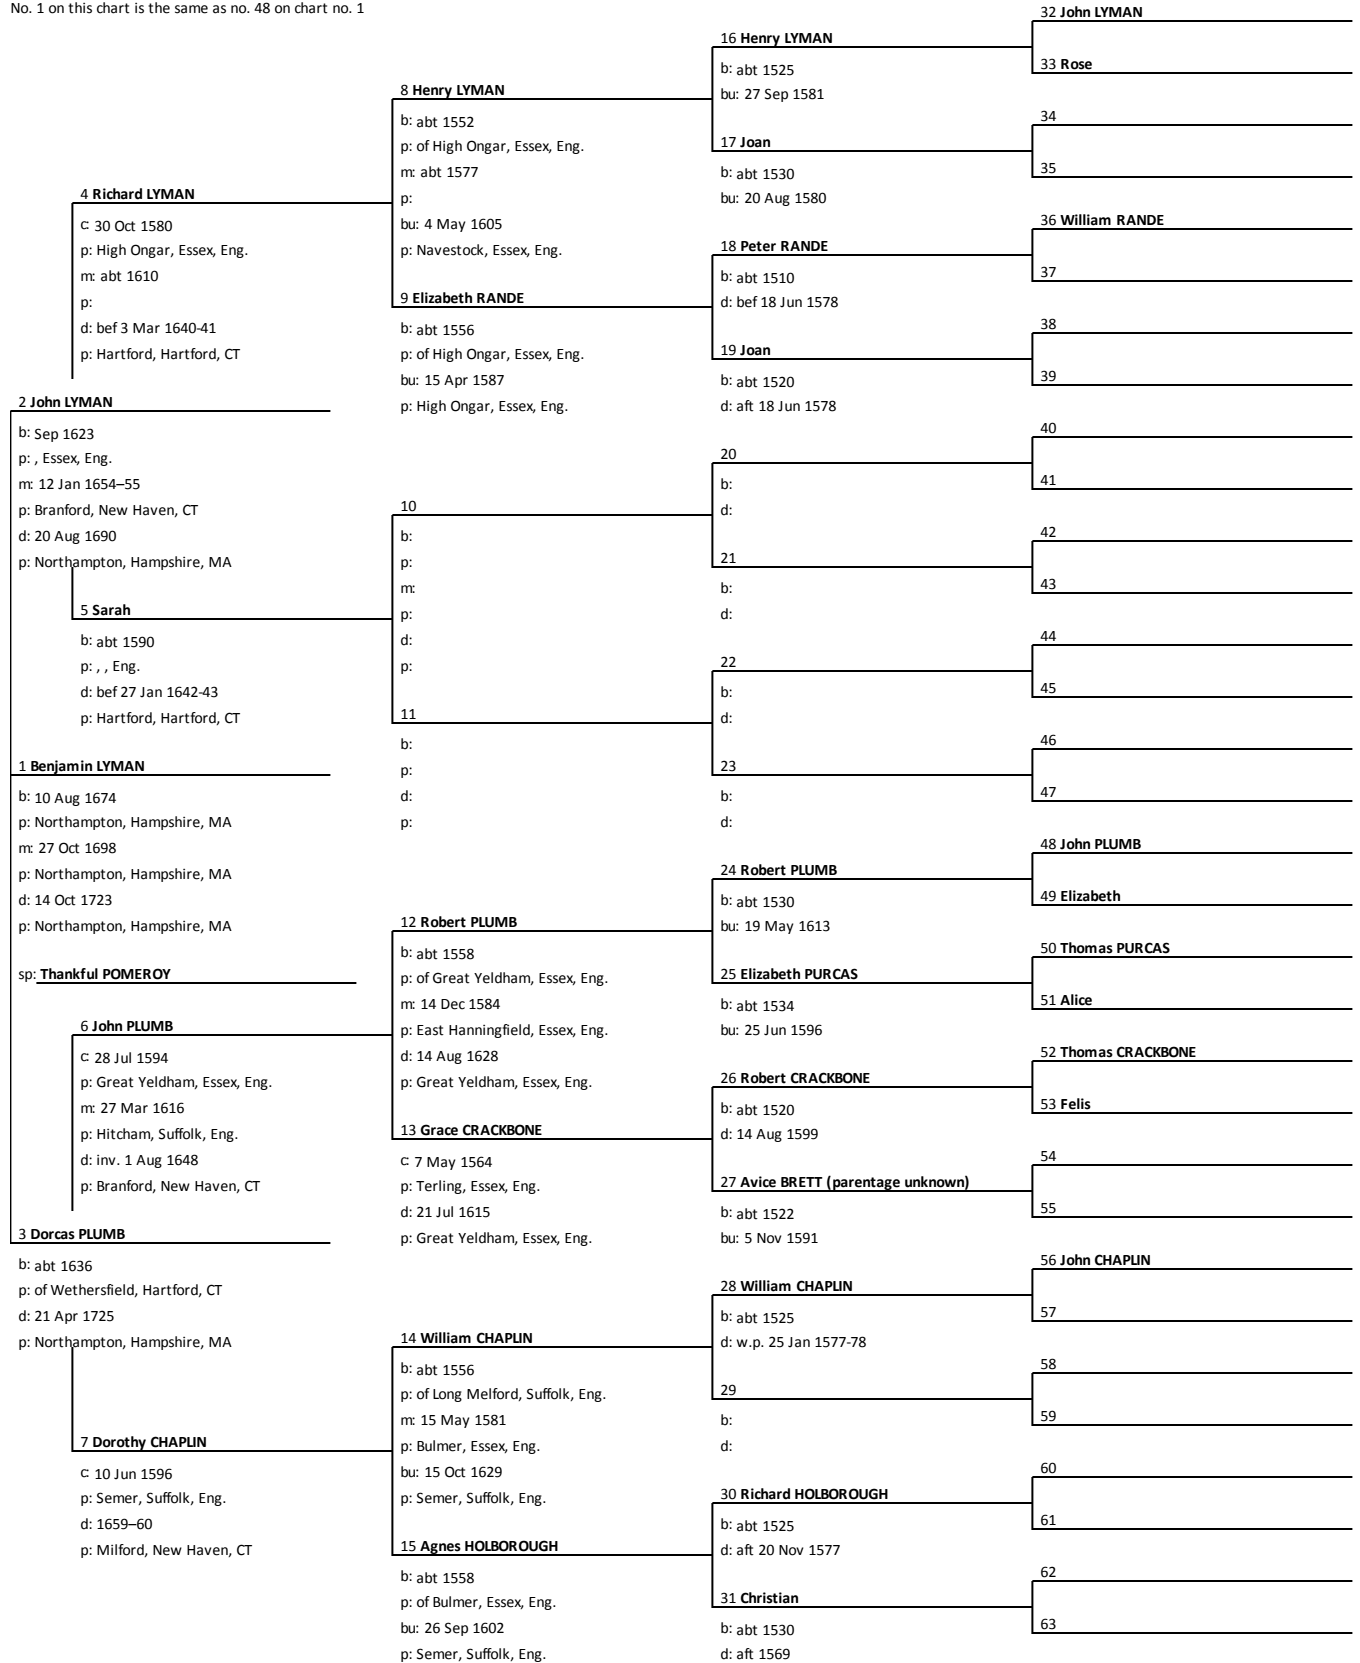 No. 1 on this chart is the same as no. 48 on chart no. 1
1 Benjamin LYMAN
b: 10 Aug 1674
p: Northampton, Hampshire, MA
m: 27 Oct 1698
p: Northampton, Hampshire, MA
d: 14 Oct 1723
p: Northampton, Hampshire, MA
sp: Thankful POMEROY
2 John LYMAN
b: Sep 1623
p: , Essex, Eng.
m: 12 Jan 1654–55
p: Branford, New Haven, CT
d: 20 Aug 1690
p: Northampton, Hampshire, MA
3 Dorcas PLUMB
b: abt 1636
p: of Wethersfield, Hartford, CT
d: 21 Apr 1725
p: Northampton, Hampshire, MA
4 Richard LYMAN
c: 30 Oct 1580
p: High Ongar, Essex, Eng.
m: abt 1610
p:
d: bef 3 Mar 1640-41
p: Hartford, Hartford, CT
5 Sarah
b: abt 1590
p: , , Eng.
d: bef 27 Jan 1642-43
p: Hartford, Hartford, CT
6 John PLUMB
c: 28 Jul 1594
p: Great Yeldham, Essex, Eng.
m: 27 Mar 1616
p: Hitcham, Suffolk, Eng.
d: inv. 1 Aug 1648
p: Branford, New Haven, CT
7 Dorothy CHAPLIN
c: 10 Jun 1596
p: Semer, Suffolk, Eng.
d: 1659–60
p: Milford, New Haven, CT
8 Henry LYMAN
b: abt 1552
p: of High Ongar, Essex, Eng.
m: abt 1577
p:
bu: 4 May 1605
p: Navestock, Essex, Eng.
9 Elizabeth RANDE
b: abt 1556
p: of High Ongar, Essex, Eng.
bu: 15 Apr 1587
p: High Ongar, Essex, Eng.
10
b:
p:
m:
p:
d:
p:
11
b:
p:
d:
p:
12 Robert PLUMB
b: abt 1558
p: of Great Yeldham, Essex, Eng.
m: 14 Dec 1584
p: East Hanningfield, Essex, Eng.
d: 14 Aug 1628
p: Great Yeldham, Essex, Eng.
13 Grace CRACKBONE
c: 7 May 1564
p: Terling, Essex, Eng.
d: 21 Jul 1615
p: Great Yeldham, Essex, Eng.
14 William CHAPLIN
b: abt 1556
p: of Long Melford, Suffolk, Eng.
m: 15 May 1581
p: Bulmer, Essex, Eng.
bu: 15 Oct 1629
p: Semer, Suffolk, Eng.
15 Agnes HOLBOROUGH
b: abt 1558
p: of Bulmer, Essex, Eng.
bu: 26 Sep 1602
p: Semer, Suffolk, Eng.
16 Henry LYMAN
b: abt 1525
bu: 27 Sep 1581
17 Joan
b: abt 1530
bu: 20 Aug 1580
18 Peter RANDE
b: abt 1510
d: bef 18 Jun 1578
19 Joan
b: abt 1520
d: aft 18 Jun 1578
20
b:
d:
21
b:
d:
22
b:
d:
23
b:
d:
24 Robert PLUMB
b: abt 1530
bu: 19 May 1613
25 Elizabeth PURCAS
b: abt 1534
bu: 25 Jun 1596
26 Robert CRACKBONE
b: abt 1520
d: 14 Aug 1599
27 Avice BRETT (parentage unknown)
b: abt 1522
bu: 5 Nov 1591
28 William CHAPLIN
b: abt 1525
d: w.p. 25 Jan 1577-78
29
b:
d:
30 Richard HOLBOROUGH
b: abt 1525
d: aft 20 Nov 1577
31 Christian
b: abt 1530
d: aft 1569
32 John LYMAN
33 Rose
34
35
36 William RANDE
37
38
39
40
41
42
43
44
45
46
47
48 John PLUMB
49 Elizabeth
50 Thomas PURCAS
51 Alice
52 Thomas CRACKBONE
53 Felis
54
55
56 John CHAPLIN
57
58
59
60
61
62
63